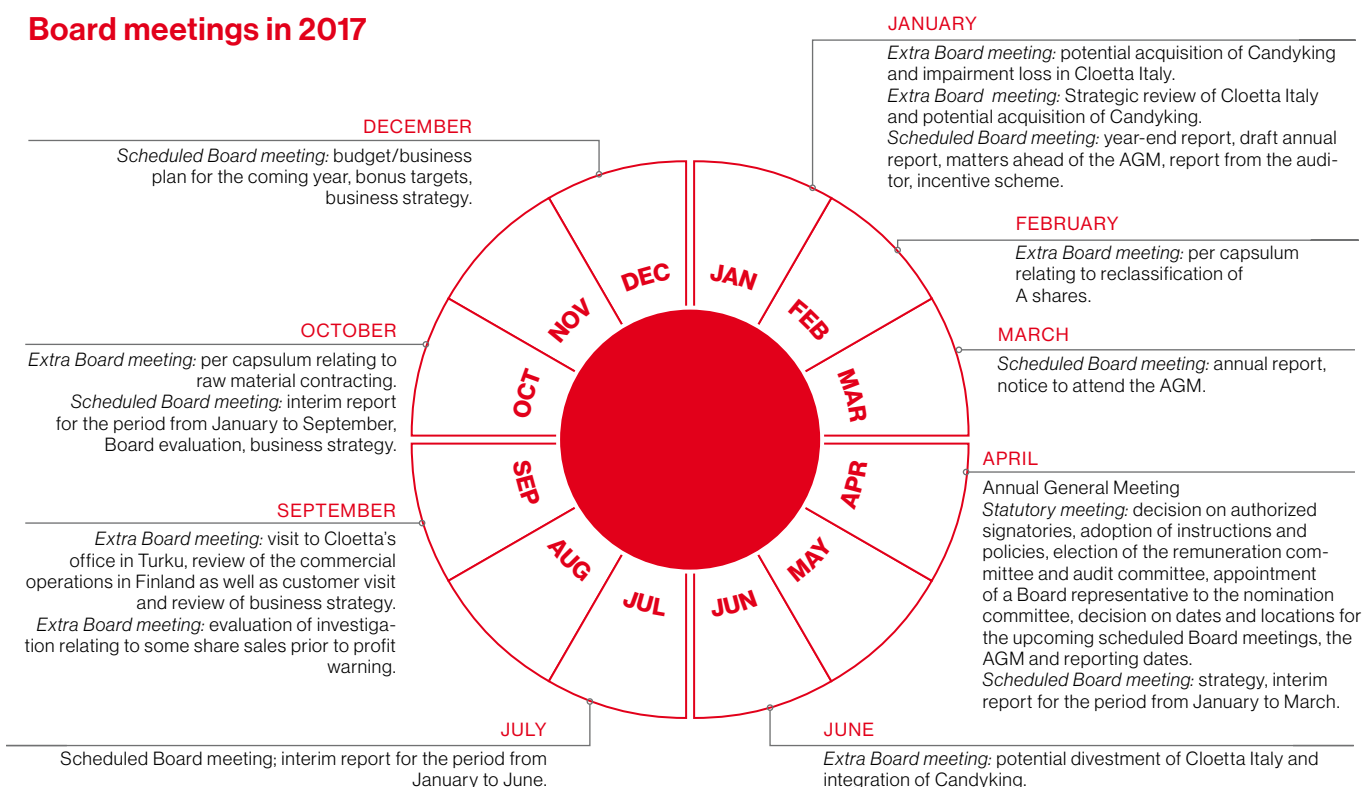 Board meetings in 2017
JANUARY
Extra Board meeting: potential acquisition of Candyking
and impairment loss in Cloetta Italy.
Extra Board meeting: Strategic review of Cloetta Italy
and potential acquisition of Candyking.
Scheduled Board meeting: year-end report, draft annual
report, matters ahead of the AGM, report from the audi-
tor, incentive scheme.
FEBRUARY
Extra Board meeting: per capsulum
relating to reclassification of
A shares.
MARCH
Scheduled Board meeting: annual report,
notice to attend the AGM.
APRIL
Annual General Meeting
Statutory meeting: decision on authorized
signatories, adoption of instructions and
policies, election of the remuneration com-
mittee and audit committee, appointment
of a Board representative to the nomination
committee, decision on dates and locations for
the upcoming scheduled Board meetings, the
AGM and reporting dates.
Scheduled Board meeting: strategy, interim
report for the period from January to March.
JUNE
Extra Board meeting: potential divestment of Cloetta Italy and
integration of Candyking.
JULY
Scheduled Board meeting; interim report for the period from
January to June.
SEPTEMBER
Extra Board meeting: visit to Cloetta's
office in Turku, review of the commercial
operations in Finland as well as customer visit
and review of business strategy.
Extra Board meeting: evaluation of investiga-
tion relating to some share sales prior to profit
warning.
OCTOBER
Extra Board meeting: per capsulum relating to
raw material contracting.
Scheduled Board meeting: interim report
for the period from January to September,
Board evaluation, business strategy.
DECEMBER
Scheduled Board meeting: budget/business
plan for the coming year, bonus targets,
business strategy.
JAN
FEB
MAR
APR
MAY
JUN
JUL
AUG
SEP
OCT
NOV
DEC